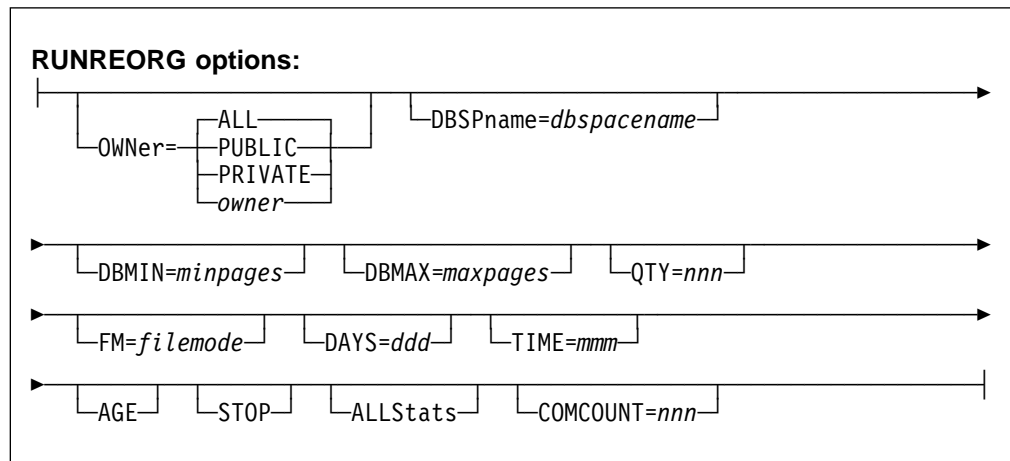 RUNREORG options:
ALL
DBSPname=dbspacename
OWNer= PUBLIC
PRIVATE
owner
DBMIN=minpages DBMAX=maxpages QTY=nnn
FM=filemode DAYS=ddd TIME=mmm
AGE STOP ALLStats COMCOUNT=nnn